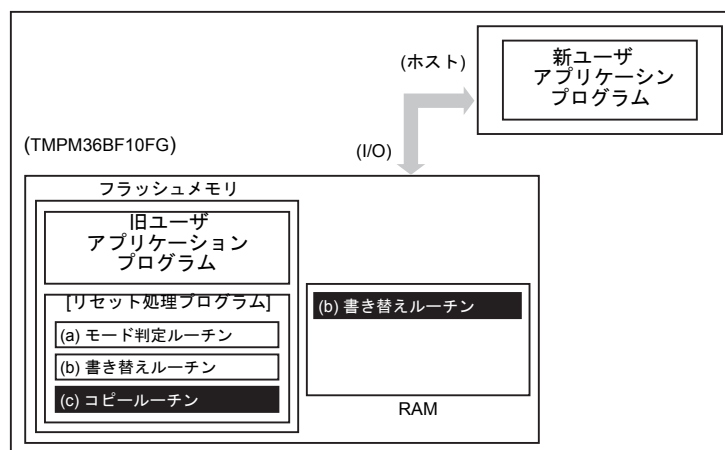 (ホスト)
新ユーザ
アプリケーシン
プログラム
(TMPM36BF10FG)
(I/O)
フラッシュメモリ
旧ユーザ
アプリケーション
プログラム
[リセット処理プログラム]
(a) モード判定ルーチン
(b) 書き替えルーチン
(c) コピールーチン
(b) 書き替えルーチン
RAM